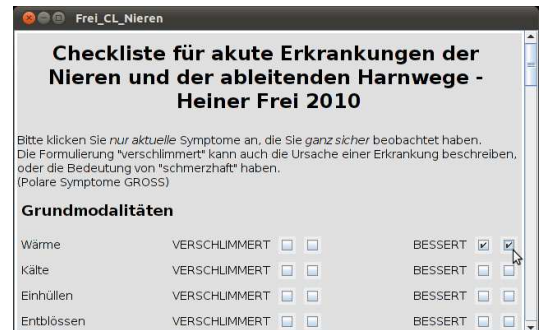 Frei_CL_Nieren
Checkliste für akute Erkrankungen der
Nieren und der ableitenden Harnwege -
Heiner Frei 2010
Bitte klicken Sie nur aktuelle Symptome an, die Sie ganz sicher beobachtet haben.
Die Formulierung "verschlimmert" kann auch die Ursache einer Erkrankung beschreiben,
oder die Bedeutung von "schmerzhaft" haben.
(Polare Symptome GROSS)
Grundmodalitäten
Wärme VERSCHLIMMERT BESSERT
Kälte VERSCHLIMMERT BESSERT
Einhüllen VERSCHLIMMERT BESSERT
Entblössen VERSCHLIMMERT BESSERT